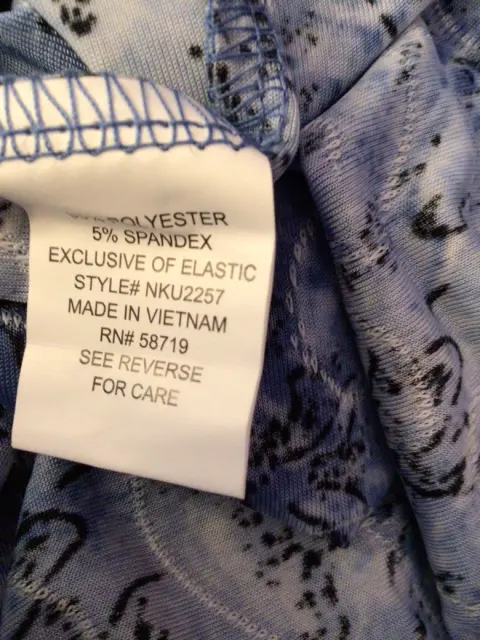 POLYESTER
5% SPANDEX
EXCLUSIVE OF ELASTIC
STYLE# NKU2257
MADE IN VIETNAM
RN# 58719
SEE REVERSE
FOR CARE